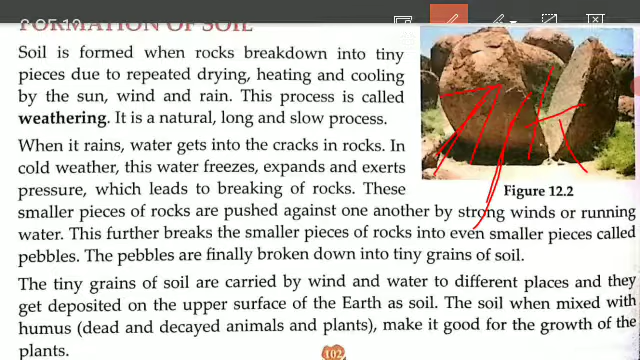 FORMATION OF SOIL
Soil is formed when rocks breakdown into tiny
pieces due to repeated drying, heating and cooling
by the sun, wind and rain. This process is called
weathering. It is a natural, long and slow process.
When it rains, water gets into the cracks in rocks. In
cold weather, this water freezes, expands and exerts
pressure, which leads to breaking of rocks. These
Figure 12.2
smaller pieces of rocks are pushed against one another by strong winds or running
water. This further breaks the smaller pieces of rocks into even smaller pieces called
pebbles. The pebbles are finally broken down into tiny grains of soil.
The tiny grains of soil are carried by wind and water to different places and they
get deposited on the upper surface of the Earth as soil. The soil when mixed with
humus (dead and decayed animals and plants), make it good for the growth of the
plants.
102